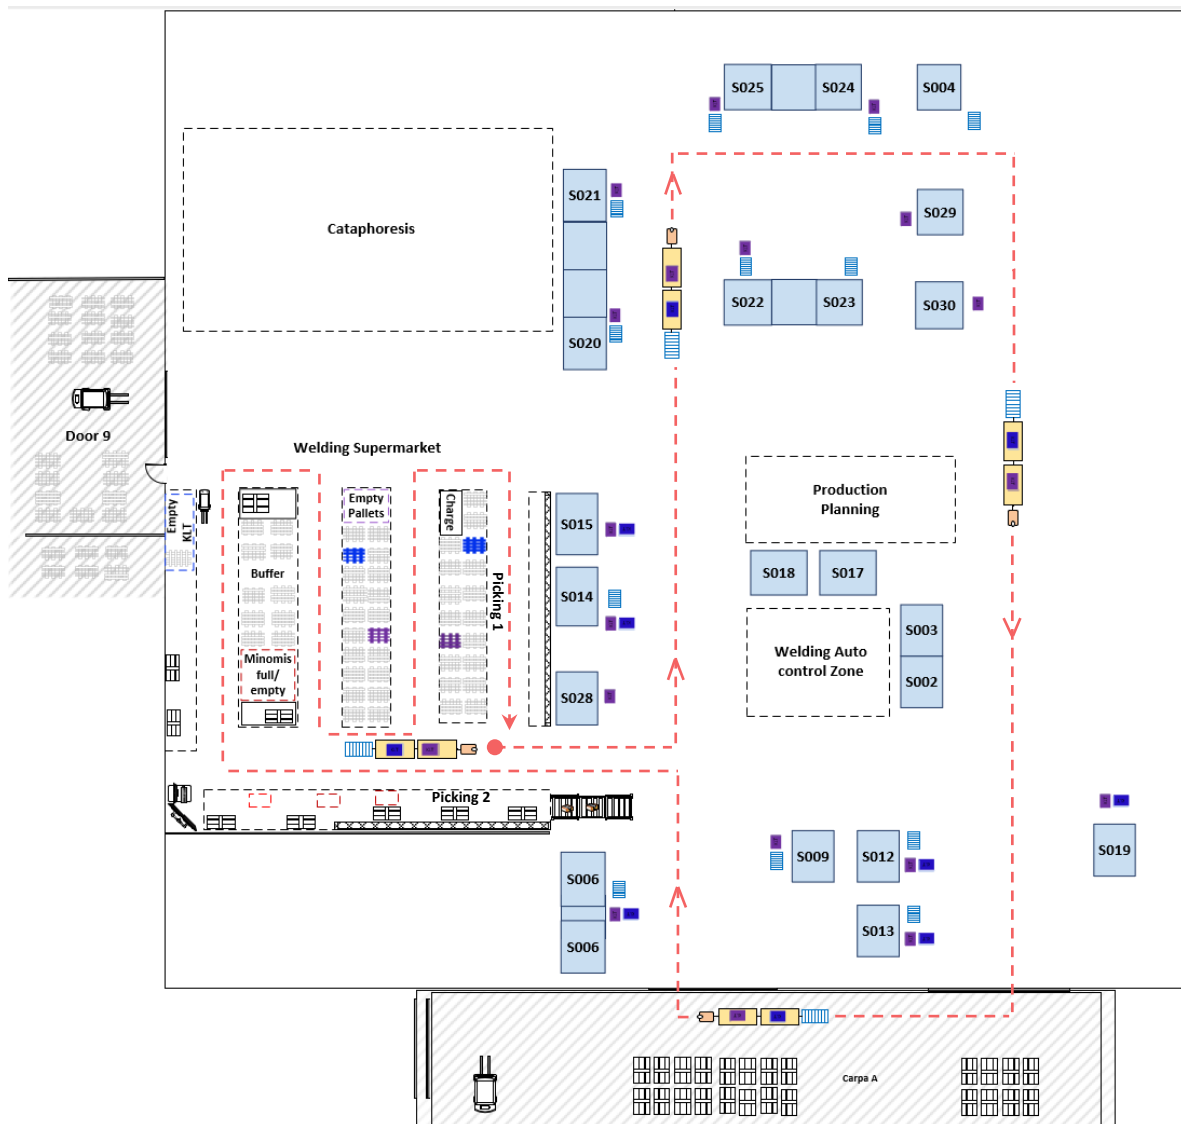 S025
S024
S004
S021
S029
Cataphoresis
S022
S023
S030
S020
Door 9
Welding Supermarket
Empty
KLT
Empty
Pallets
Charge
Production
Planning
S015
Buffer
S018
S017
Picking 1
S014
S003
Minomis
full/
empty
Welding Auto
control Zone
S002
S028
Picking 2
S009
S012
S019
S006
S013
S006
Carpa A